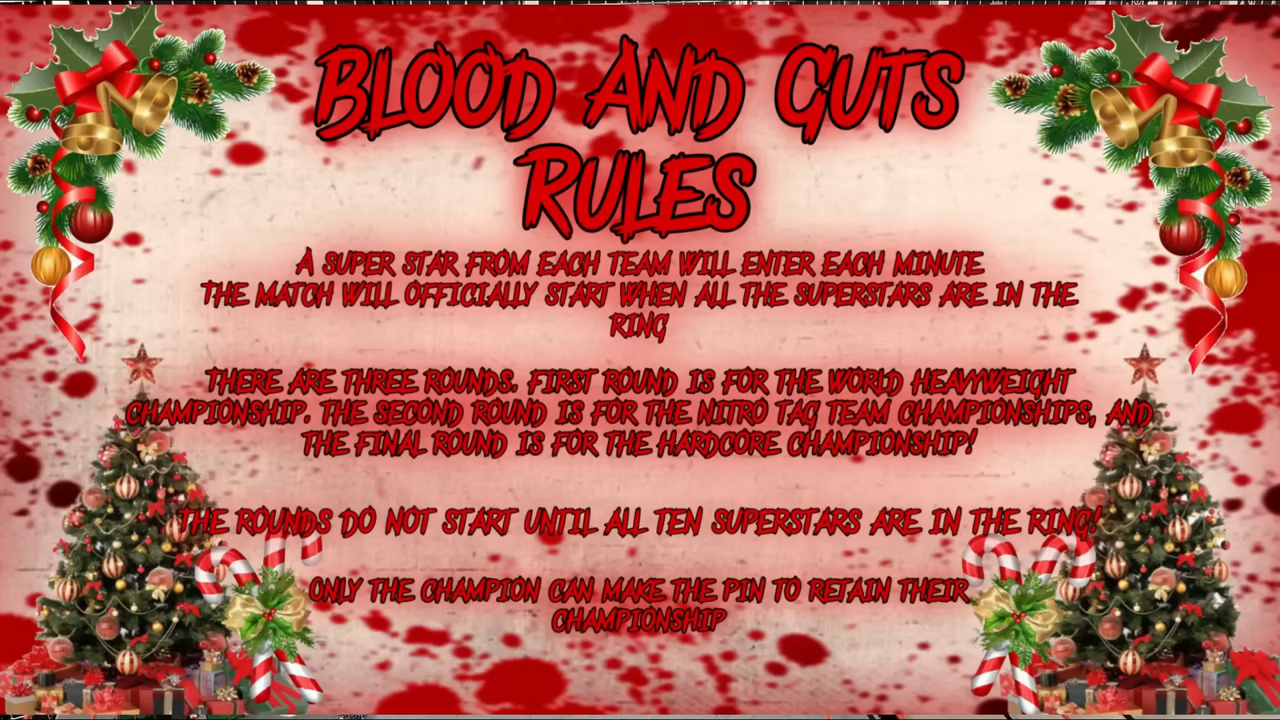 BLOOD AND GUTS
RULES
A SUPER STAR FROM EACH TEAM WILL ENTER EACH MINUTE
THE MATCH WILL OFFICIALLY START WHEN ALL THE SUPERSTARS ARE IN THE
RING
THERE ARE THREE ROUNDS. FIRST ROUND IS FOR THE WORLD HEAVYWEIGHT
CHAMPIONSHIP. THE SECOND ROUND IS FOR THE NITRO TAG TEAM CHAMPIONSHIPS, AND
THE FINAL ROUND IS FOR THE HARDCORE CHAMPIONSHIP!
THE ROUNDS DO NOT START UNTIL ALL TEN SUPERSTARS ARE IN THE RING!
ONLY THE CHAMPION CAN MAKE THE PIN TO RETAIN THEIR
CHAMPIONSHIP